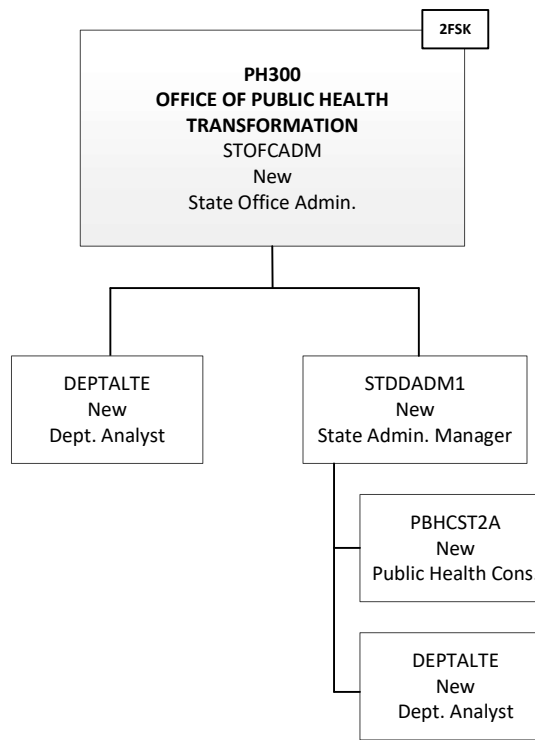 2FSK
PH300
OFFICE OF PUBLIC HEALTH
TRANSFORMATION
STOFCADM
New
State Office Admin.
DEPTALTE
New
Dept. Analyst
STDDADM1
New
State Admin. Manager
PBHCST2A
New
Public Health Cons.
DEPTALTE
New
Dept. Analyst